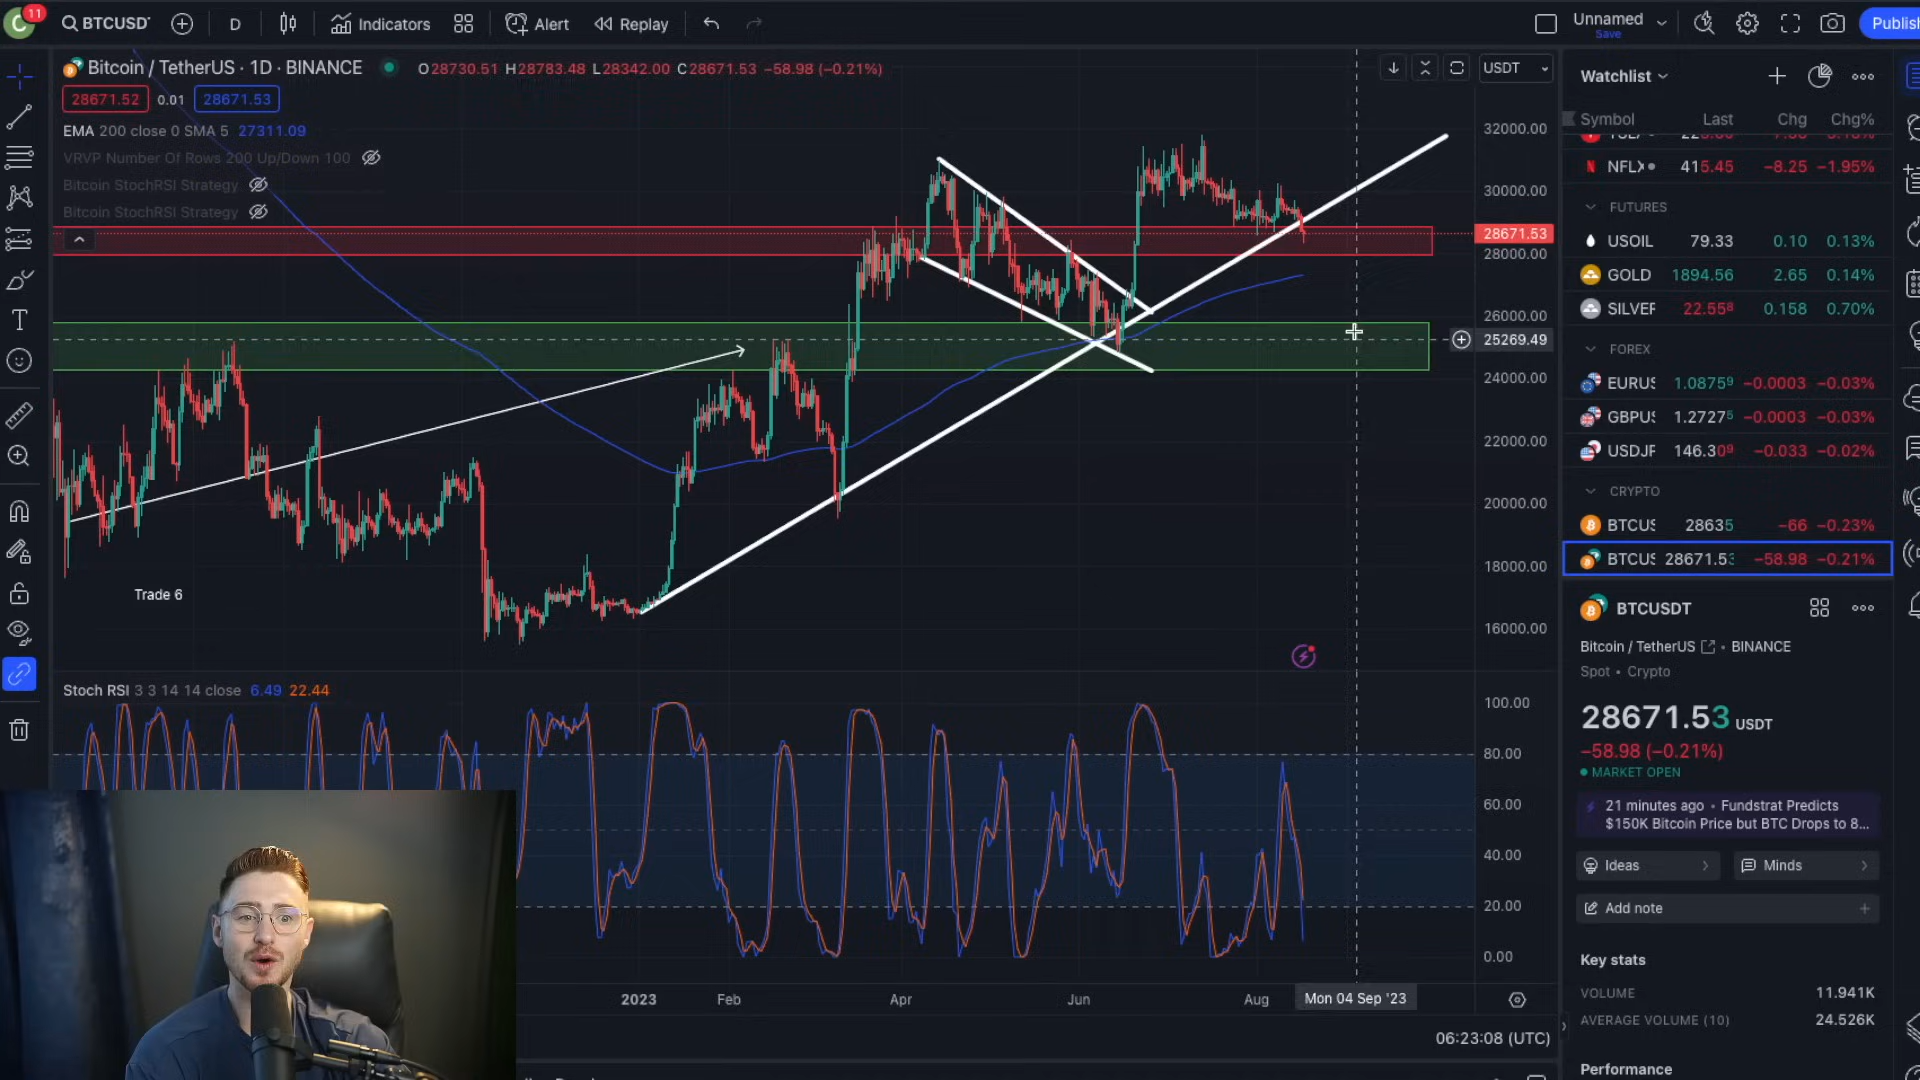 C 11 BTCUSDT D Indicators Alert Replay Unnamed Save Publish
Bitcoin / TetherUS · 1D · BINANCE O28730.51 H28783.48 L28342.00 C28671.53 −58.98 (−0.21%) USDT
28671.52 0.01 28671.53
EMA 200 close 0 SMA 5 27311.09
VRVP Number Of Rows 200 Up/Down 100
Bitcoin StochRSI Strategy
Bitcoin StochRSI Strategy
32000.00
30000.00
28671.53
28000.00
26000.00
25269.49
24000.00
22000.00
20000.00
18000.00
16000.00
Trade 6
Stoch RSI 3 3 14 14 close 6.49 22.44
100.00
80.00
60.00
40.00
20.00
0.00
2023 Feb Apr Jun Aug Mon 04 Sep '23
06:23:08 (UTC)
Watchlist
Symbol Last Chg Chg%
NFLX 415.45 −8.25 −1.95%
FUTURES
USOIL 79.33 0.10 0.13%
GOLD 1894.56 2.65 0.14%
SILVER 22.558 0.158 0.70%
FOREX
EURUS 1.08759 −0.0003 −0.03%
GBPUS 1.27275 −0.0003 −0.03%
USDJP 146.309 −0.033 −0.02%
CRYPTO
BTCUS 28635 −66 −0.23%
BTCUS 28671.53 −58.98 −0.21%
BTCUSDT
Bitcoin / TetherUS • BINANCE
Spot • Crypto
28671.53 USDT
−58.98 (−0.21%)
MARKET OPEN
21 minutes ago • Fundstrat Predicts
$150K Bitcoin Price but BTC Drops to 8...
Ideas Minds
Add note
Key stats
VOLUME 11.941K
AVERAGE VOLUME (10) 24.526K
Performance